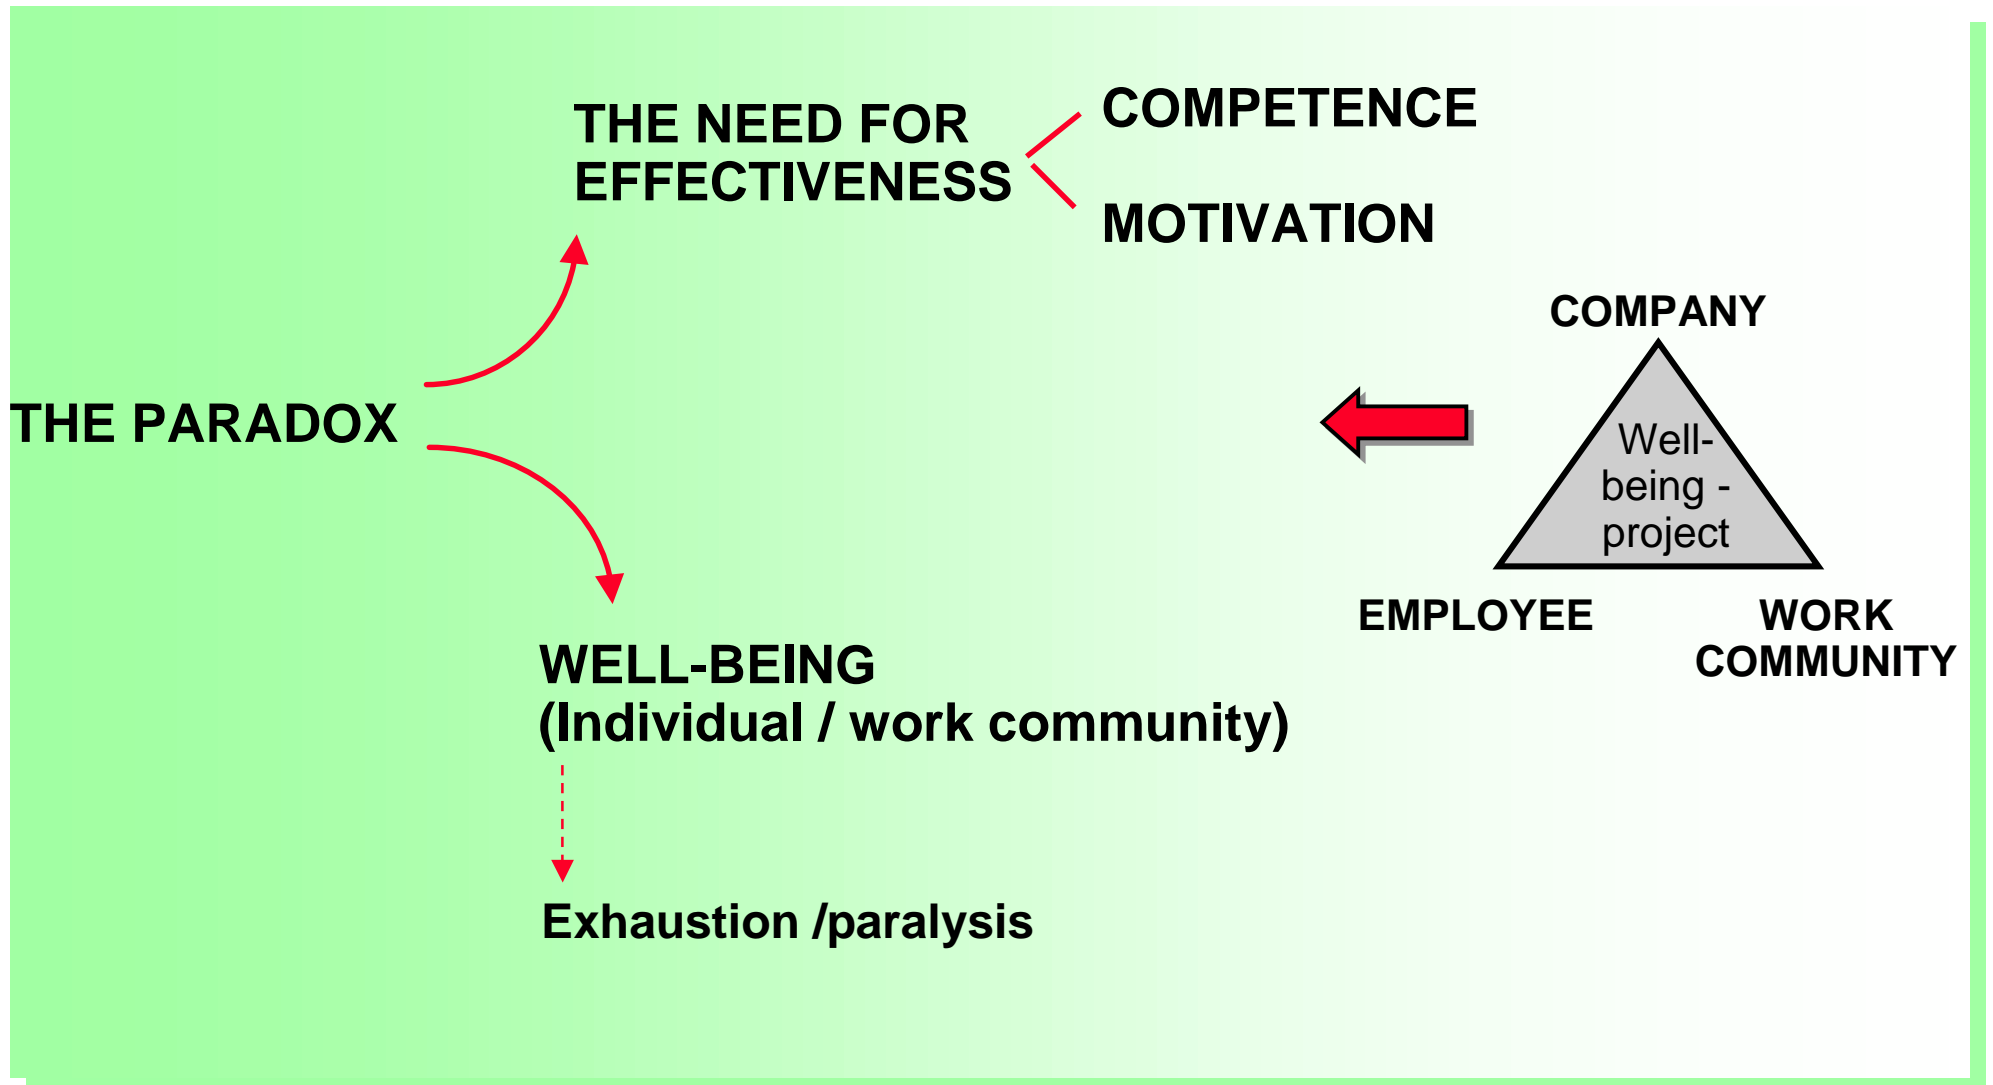 THE NEED FOR
EFFECTIVENESS
COMPETENCE
MOTIVATION
THE PARADOX
COMPANY
Well-
being -
project
EMPLOYEE
WORK
COMMUNITY
WELL-BEING
(Individual / work community)
Exhaustion /paralysis